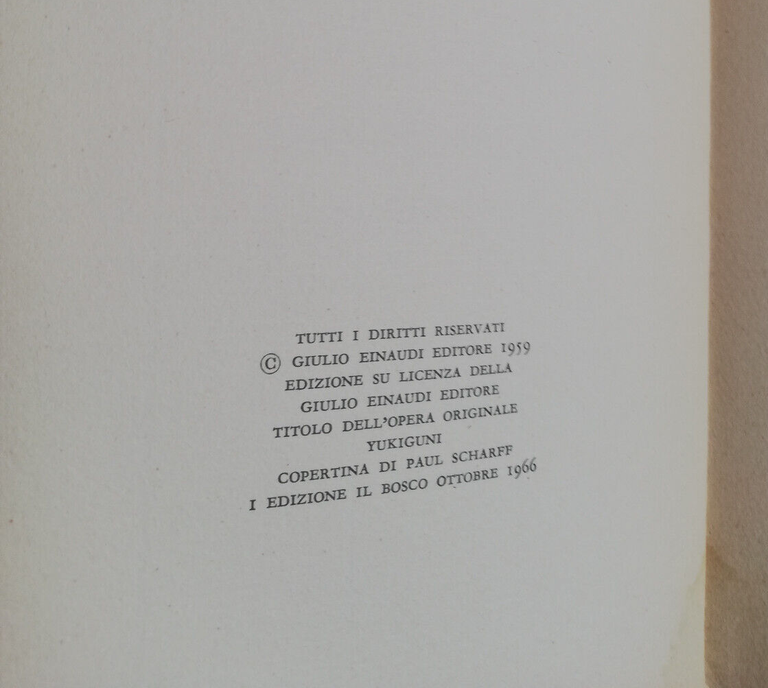 TUTTI I DIRITTI RISERVATI
© GIULIO EINAUDI EDITORE 1959
EDIZIONE SU LICENZA DELLA
GIULIO EINAUDI EDITORE
TITOLO DELL'OPERA ORIGINALE
YUKIGUNI
COPERTINA DI PAUL SCHARFF
I EDIZIONE IL BOSCO OTTOBRE 1966